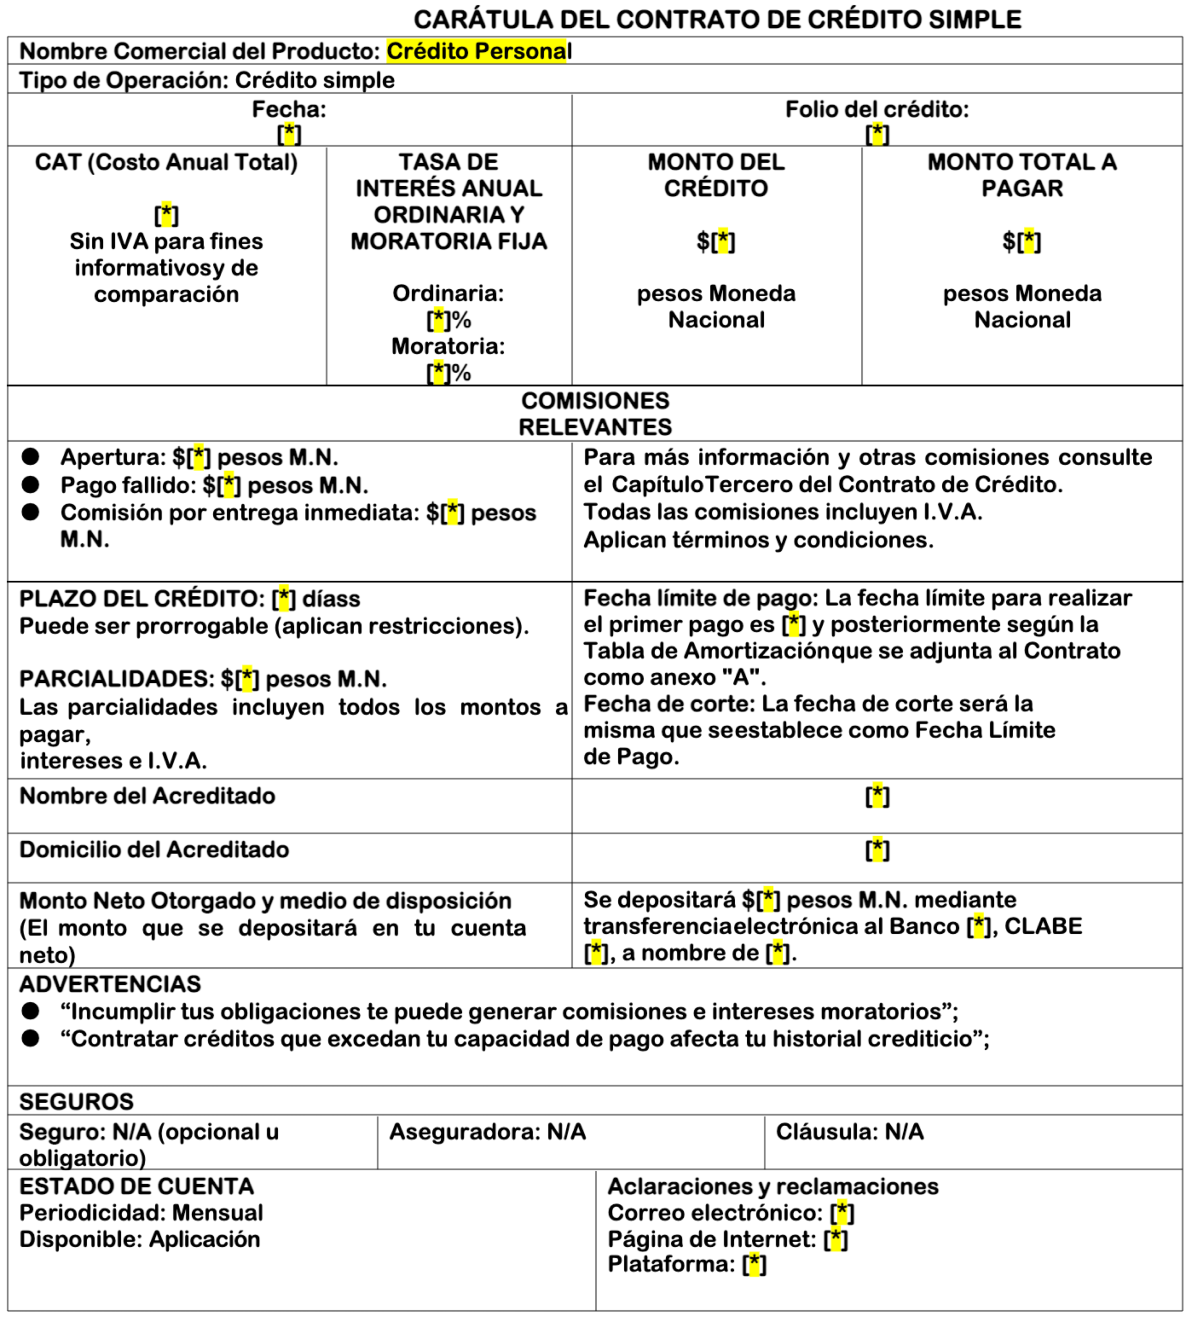 CARÁTULA DEL CONTRATO DE CRÉDITO SIMPLE
Nombre Comercial del Producto: Crédito Personal
Tipo de Operación: Crédito simple
Fecha:
[*]
Folio del crédito:
[*]
CAT (Costo Anual Total)
[*]
Sin IVA para fines
informativosy de
comparación
TASA DE
INTERÉS ANUAL
ORDINARIA Y
MORATORIA FIJA
Ordinaria:
[*]%
Moratoria:
[*]%
MONTO DEL
CRÉDITO
$[*]
pesos Moneda
Nacional
MONTO TOTAL A
PAGAR
$[*]
pesos Moneda
Nacional
COMISIONES
RELEVANTES
● Apertura: $[*] pesos M.N.
● Pago fallido: $[*] pesos M.N.
● Comisión por entrega inmediata: $[*] pesos
M.N.
Para más información y otras comisiones consulte
el CapítuloTercero del Contrato de Crédito.
Todas las comisiones incluyen I.V.A.
Aplican términos y condiciones.
PLAZO DEL CRÉDITO: [*] díass
Puede ser prorrogable (aplican restricciones).
PARCIALIDADES: $[*] pesos M.N.
Las parcialidades incluyen todos los montos a
pagar,
intereses e I.V.A.
Fecha límite de pago: La fecha límite para realizar
el primer pago es [*] y posteriormente según la
Tabla de Amortizaciónque se adjunta al Contrato
como anexo "A".
Fecha de corte: La fecha de corte será la
misma que seestablece como Fecha Límite
de Pago.
Nombre del Acreditado
[*]
Domicilio del Acreditado
[*]
Monto Neto Otorgado y medio de disposición
(El monto que se depositará en tu cuenta
neto)
Se depositará $[*] pesos M.N. mediante
transferenciaelectrónica al Banco [*], CLABE
[*], a nombre de [*].
ADVERTENCIAS
● “Incumplir tus obligaciones te puede generar comisiones e intereses moratorios”;
● “Contratar créditos que excedan tu capacidad de pago afecta tu historial crediticio”;
SEGUROS
Seguro: N/A (opcional u
obligatorio)
Aseguradora: N/A
Cláusula: N/A
ESTADO DE CUENTA
Periodicidad: Mensual
Disponible: Aplicación
Aclaraciones y reclamaciones
Correo electrónico: [*]
Página de Internet: [*]
Plataforma: [*]